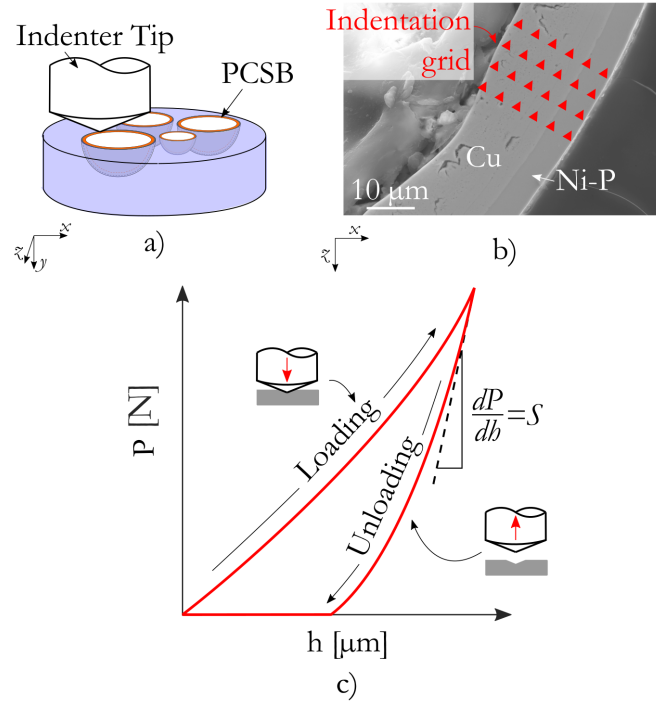 Indenter Tip
PCSB
x
z
y
a)
Indentation
grid
Cu
Ni-P
10 μm
x
z
b)
P [N]
Loading
Unloading
dP
dh
=S
h [μm]
c)